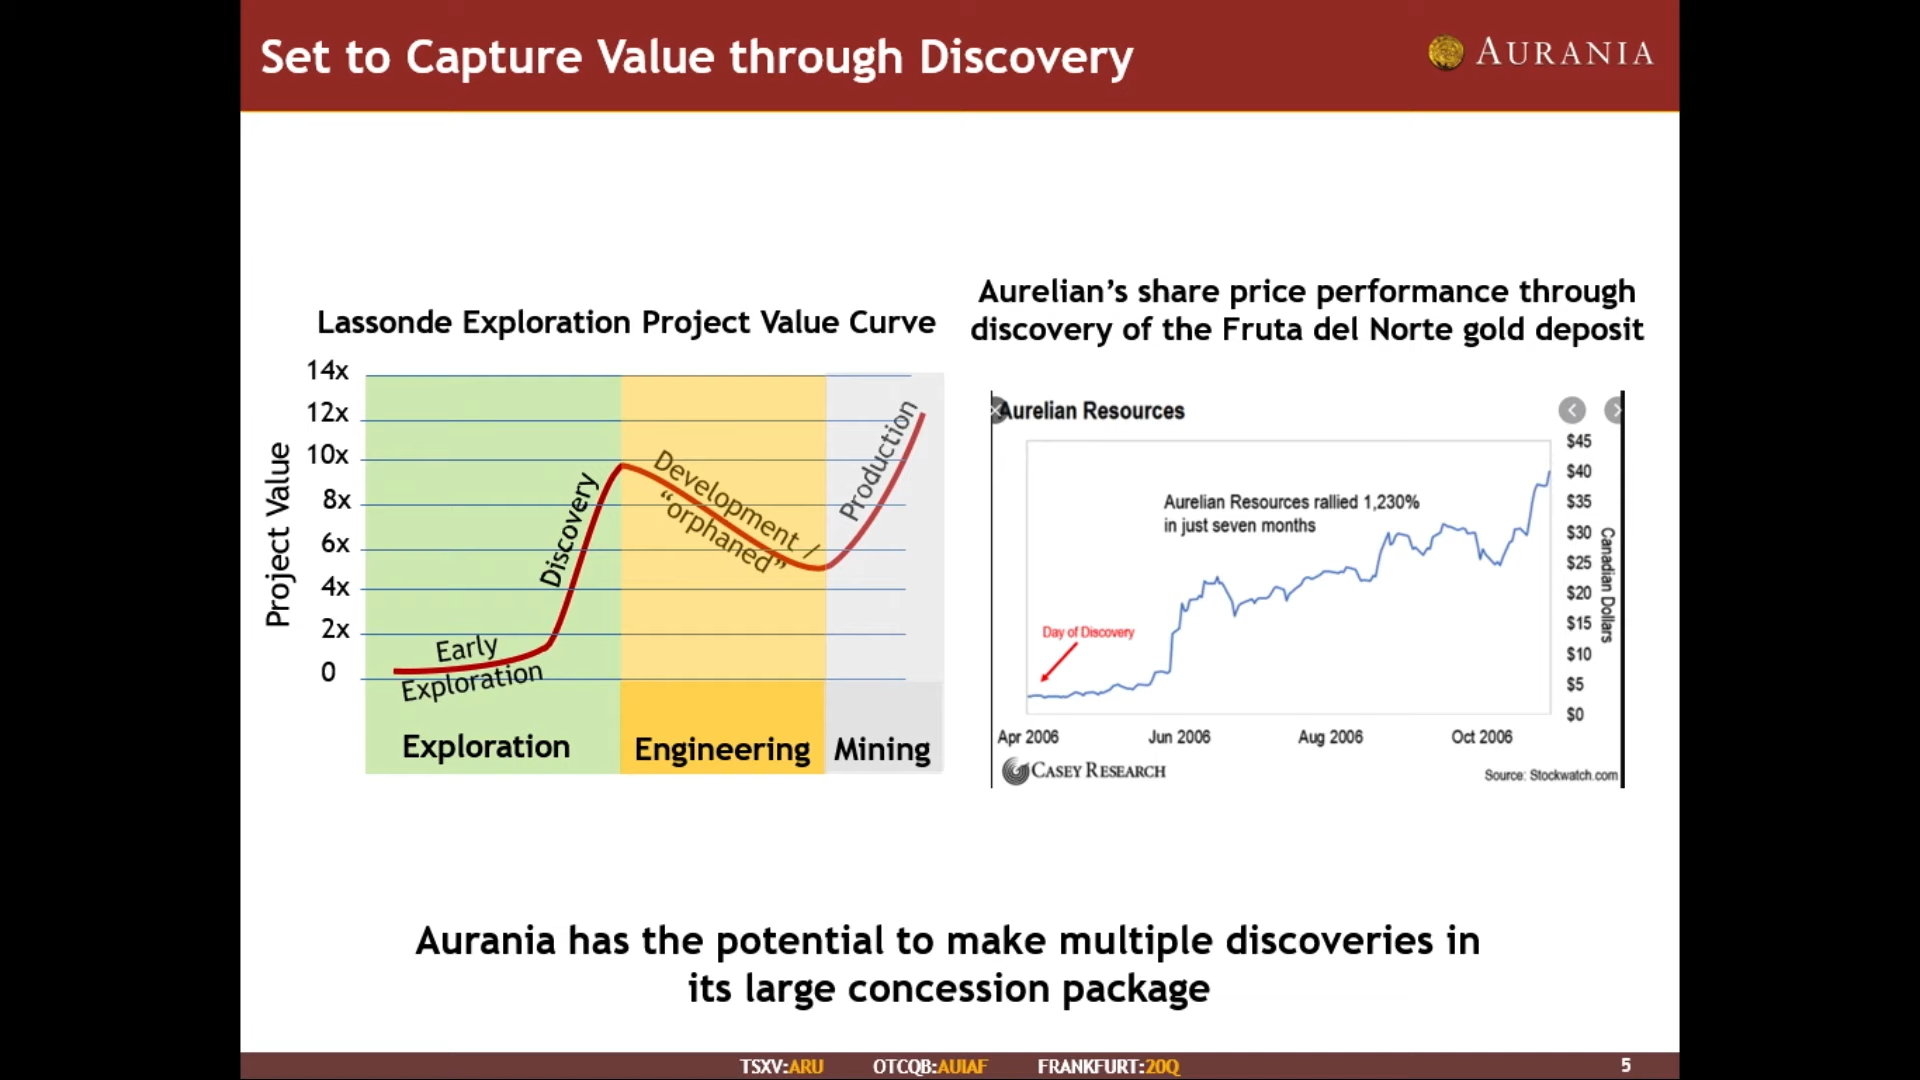 Set to Capture Value through Discovery
AURANIA
Lassonde Exploration Project Value Curve
14x
12x
10x
8x
6x
4x
2x
0
Project Value
Early
Exploration
Discovery
Development /
“orphaned”
Production
Exploration
Engineering
Mining
Aurelian’s share price performance through
discovery of the Fruta del Norte gold deposit
Aurelian Resources
Aurelian Resources rallied 1,230%
in just seven months
Day of Discovery
$45
$40
$35
$30
$25
$20
$15
$10
$5
$0
Canadian Dollars
Apr 2006
Jun 2006
Aug 2006
Oct 2006
CASEY RESEARCH
Source: Stockwatch.com
Aurania has the potential to make multiple discoveries in
its large concession package
TSXV:ARU OTCQB:AUIAF FRANKFURT:20Q
5